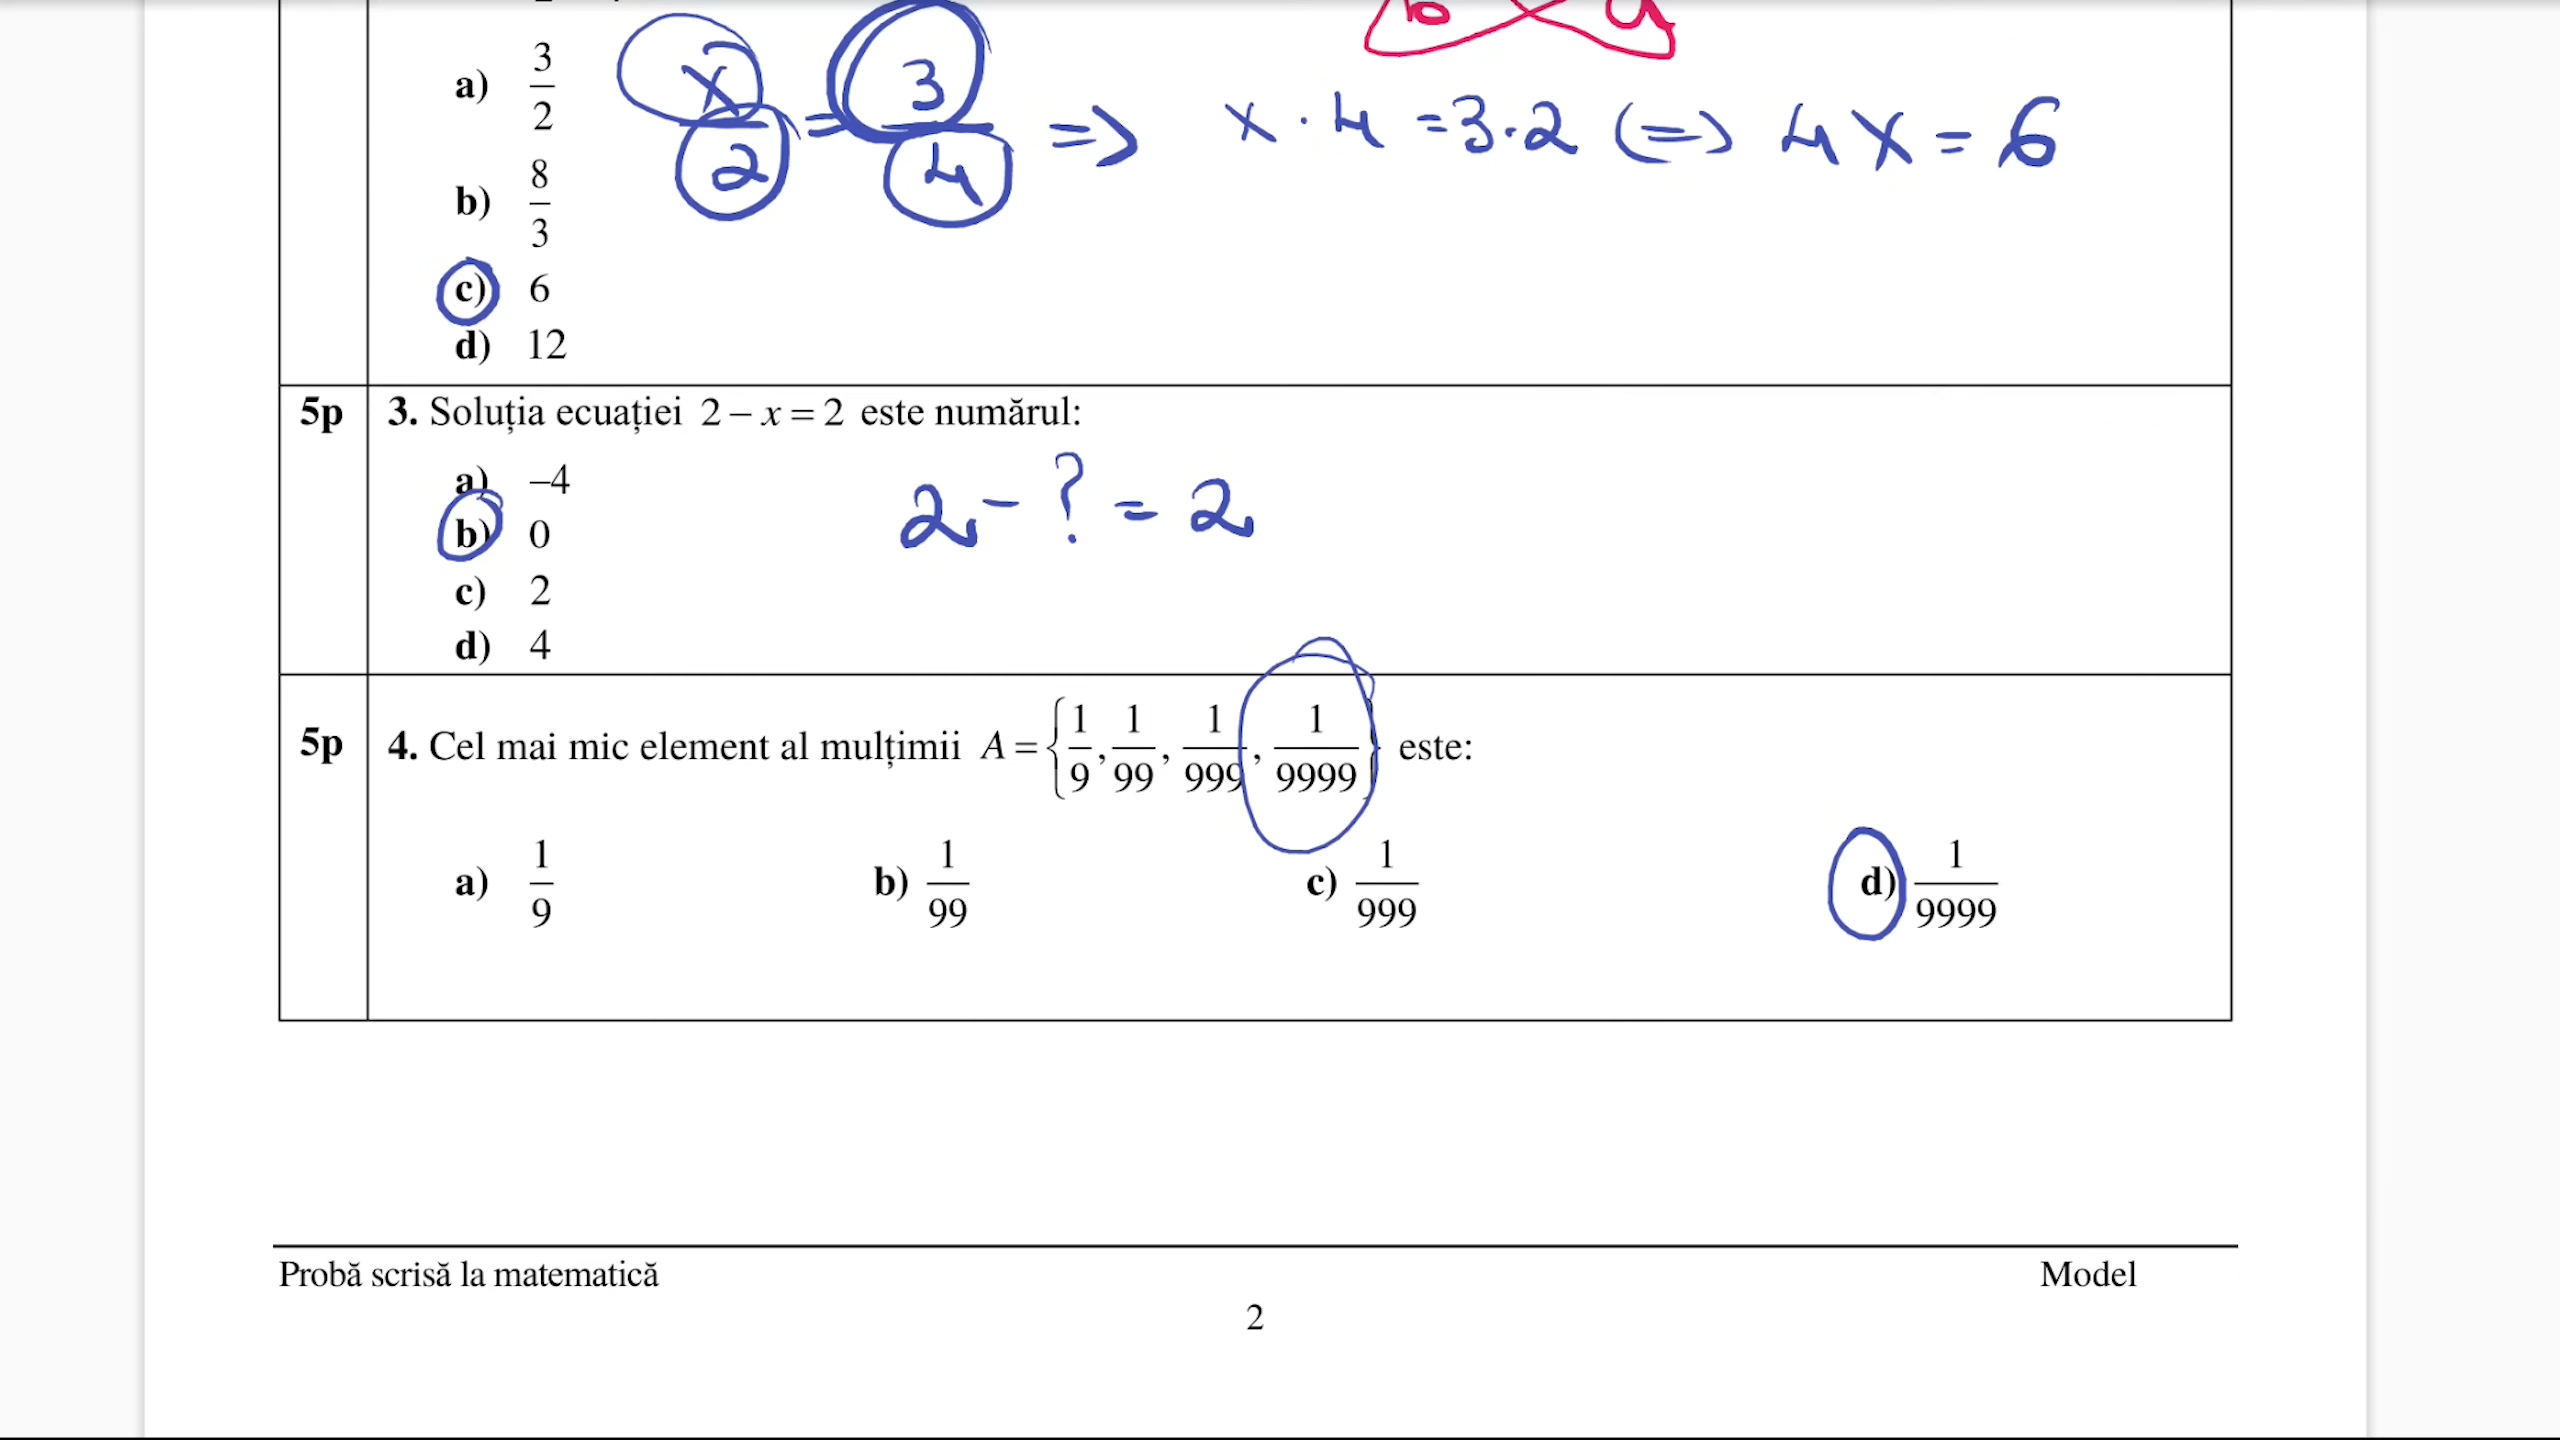 a) 3/2 x/2 = 3/4 => x · 4 = 3 · 2 (=) 4x = 6
b) 8/3
c) 6
d) 12
5p 3. Soluția ecuației 2 – x = 2 este numărul:
a) –4
2 - ? = 2
b) 0
c) 2
d) 4
5p 4. Cel mai mic element al mulțimii A = {1/9, 1/99, 1/999, 1/9999} este:
a) 1/9 b) 1/99 c) 1/999 d) 1/9999
Probă scrisă la matematică Model
2